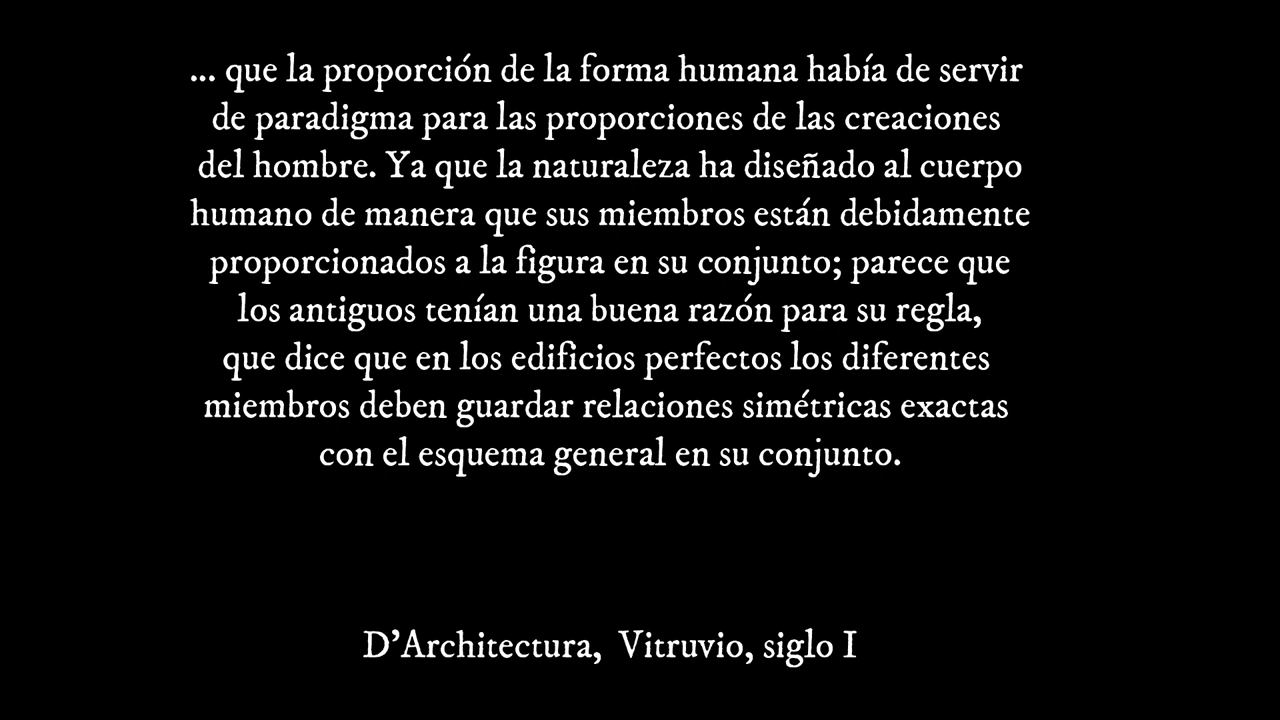 ... que la proporción de la forma humana había de servir
de paradigma para las proporciones de las creaciones
del hombre. Ya que la naturaleza ha diseñado al cuerpo
humano de manera que sus miembros están debidamente
proporcionados a la figura en su conjunto; parece que
los antiguos tenían una buena razón para su regla,
que dice que en los edificios perfectos los diferentes
miembros deben guardar relaciones simétricas exactas
con el esquema general en su conjunto.
D’Architectura, Vitruvio, siglo I